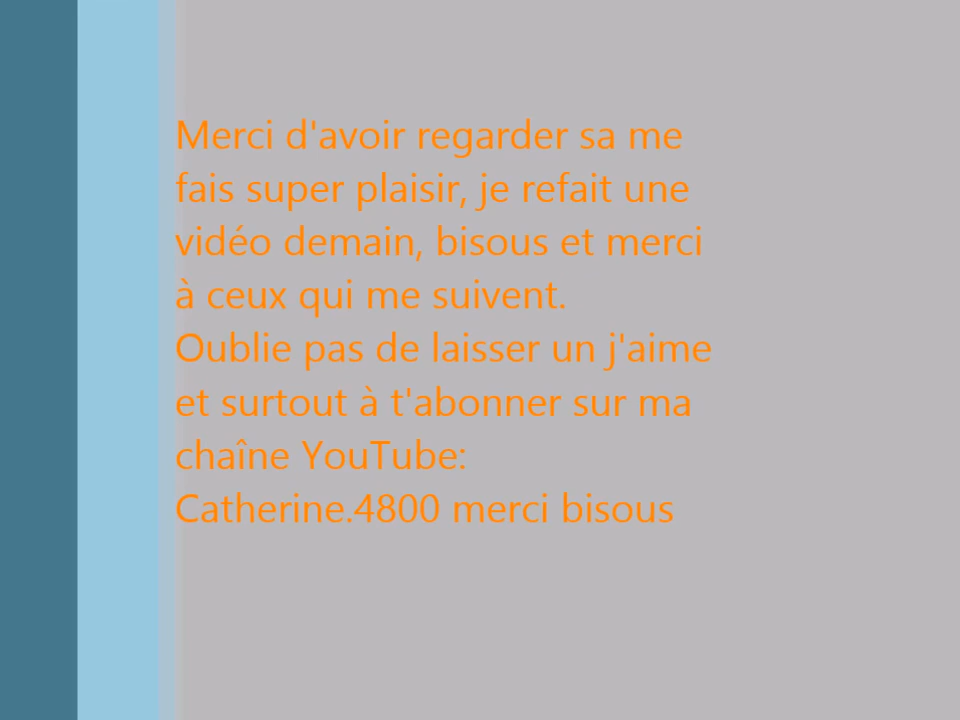 Merci d'avoir regarder sa me
fais super plaisir, je refait une
vidéo demain, bisous et merci
à ceux qui me suivent.
Oublie pas de laisser un j'aime
et surtout à t'abonner sur ma
chaîne YouTube:
Catherine.4800 merci bisous